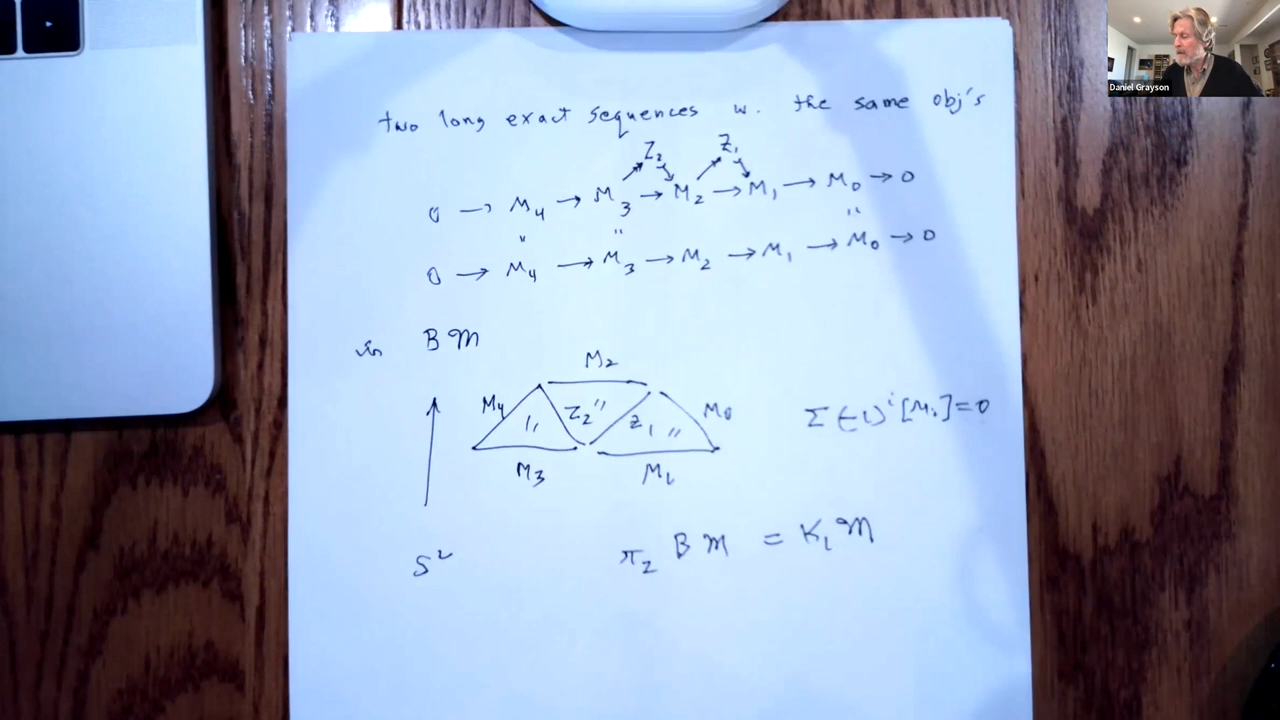 Daniel Grayson
two long exact sequences w. the same obj's
Z₂ Z₁
0 → M₄ → M₃ → M₂ → M₁ → M₀ → 0
" " "
0 → M₄ → M₃ → M₂ → M₁ → M₀ → 0
in B𝔐
M₂
M₄ 1, Z₂ " Z₁ " M₀
Σ(-1)ⁱ[Mᵢ]=0
M₃ M₁
S²
π₂ B𝔐 = K₁𝔐